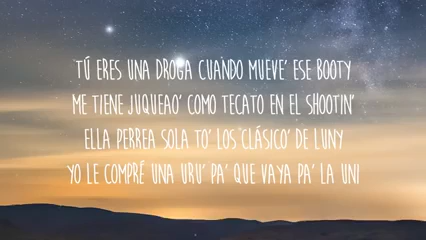 TÚ ERES UNA DROGA CUANDO MUEVE' ESE BOOTY
ME TIENE JUQUEAO' COMO TECATO EN EL SHOOTIN'
ELLA PERREA SOLA TO' LOS CLÁSICO' DE LUNY
YO LE COMPRÉ UNA URU' PA' QUE VAYA PA' LA UNI